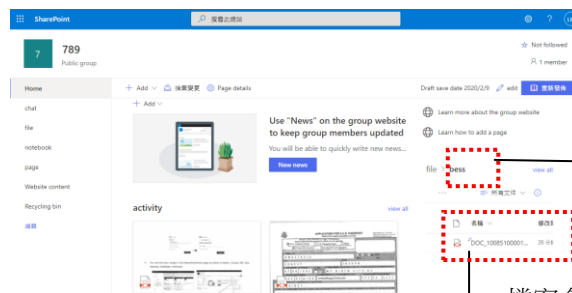 SharePoint
搜尋此網站
7
789
Public group
Not followed
1 member
Home
+ Add
捨棄變更
Page details
Draft save date 2020/2/9
edit
重新發佈
chat
file
notebook
page
Website content
Recycling bin
編輯
+ Add
Use "News" on the group website
to keep group members updated
You will be able to quickly write new news...
New news
activity
view all
Learn more about the group website
Learn how to add a page
file > bess
view all
所有文件
名稱
DOC_10085100001...